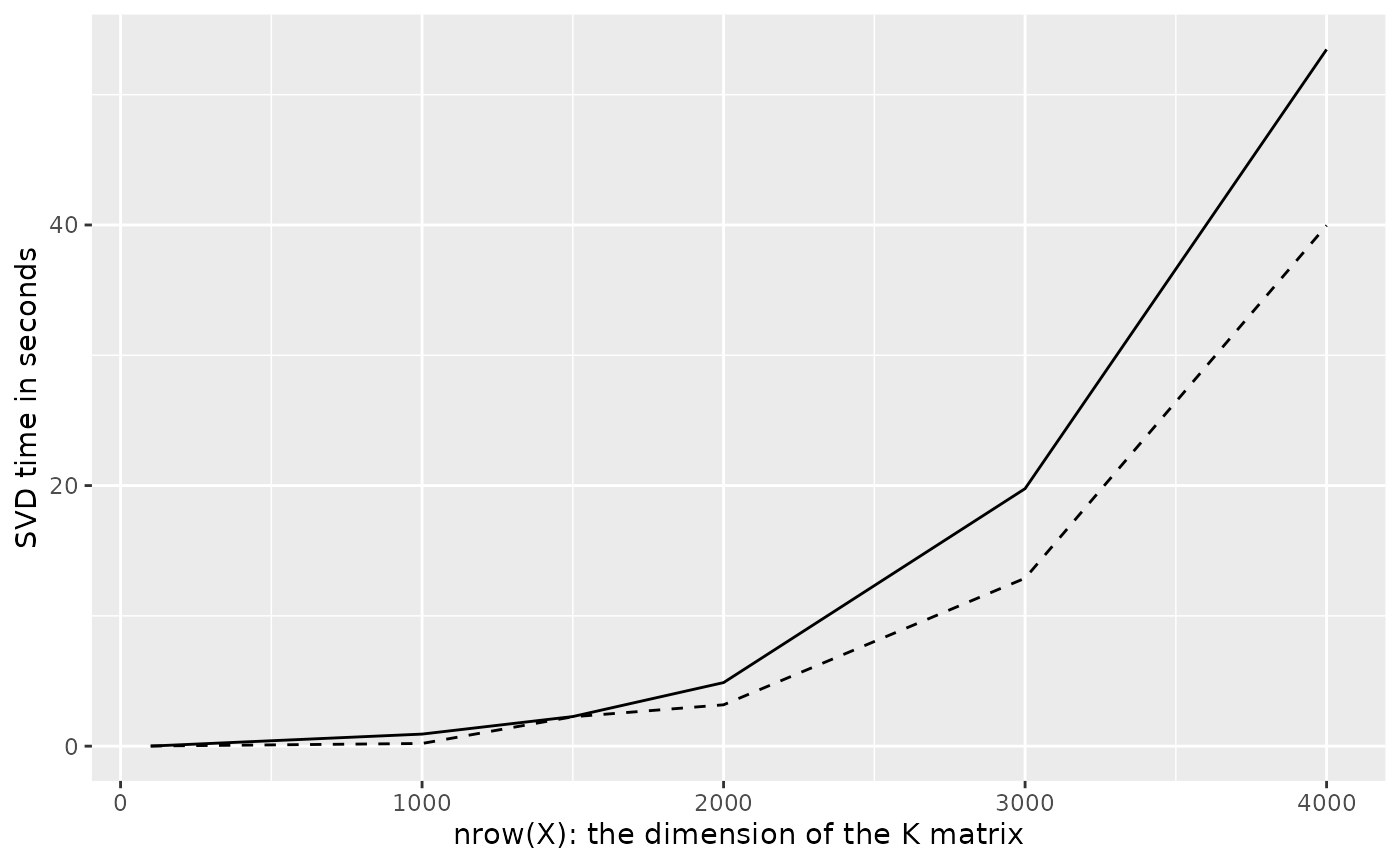 SVD time in seconds
40
20
0
0 1000 2000 3000 4000
nrow(X): the dimension of the K matrix